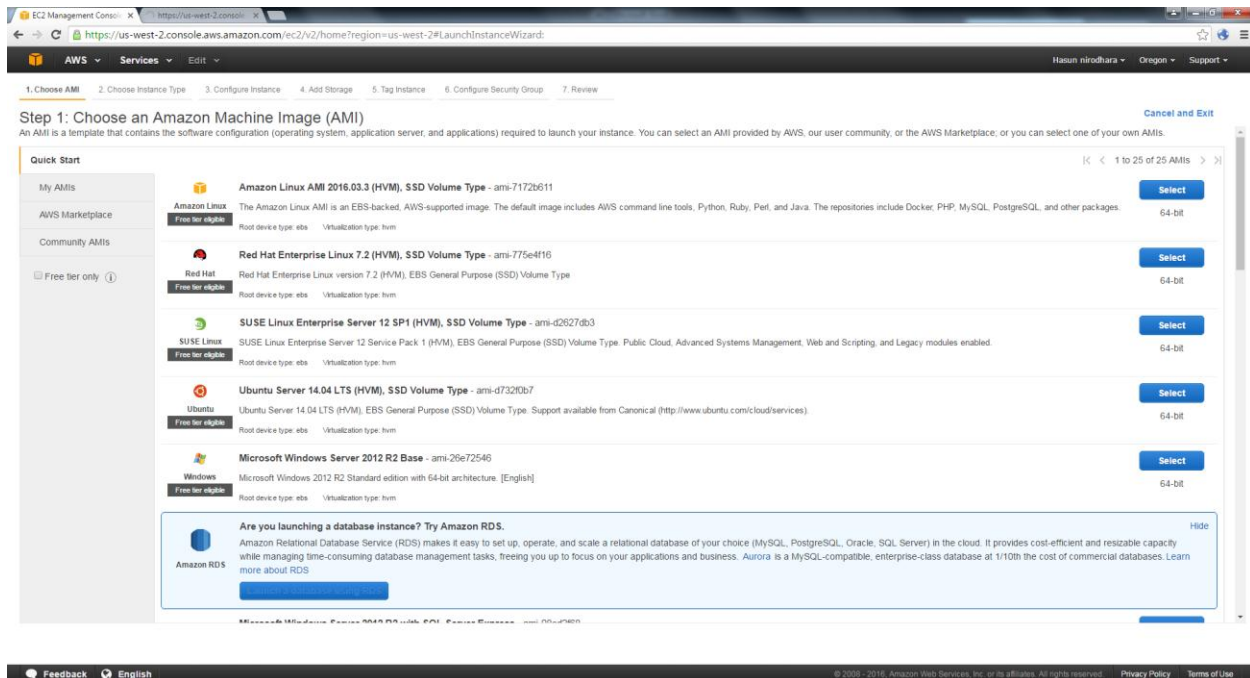 EC2 Management Consol
https://us-west-2.consol
https://us-west-2.console.aws.amazon.com/ec2/v2/home?region=us-west-2#LaunchInstanceWizard:
AWS Services Edit Hasun nirodhara Oregon Support
1. Choose AMI 2. Choose Instance Type 3. Configure Instance 4. Add Storage 5. Tag Instance 6. Configure Security Group 7. Review
Step 1: Choose an Amazon Machine Image (AMI)
Cancel and Exit
An AMI is a template that contains the software configuration (operating system, application server, and applications) required to launch your instance. You can select an AMI provided by AWS, our user community, or the AWS Marketplace; or you can select one of your own AMIs.
Quick Start
1 to 25 of 25 AMIs
My AMIs
AWS Marketplace
Community AMIs
Free tier only
Amazon Linux
Free tier eligible
Amazon Linux AMI 2016.03.3 (HVM), SSD Volume Type - ami-7172b611
The Amazon Linux AMI is an EBS-backed, AWS-supported image. The default image includes AWS command line tools, Python, Ruby, Perl, and Java. The repositories include Docker, PHP, MySQL, PostgreSQL, and other packages.
Root device type: ebs Virtualization type: hvm
Select
64-bit
Red Hat
Free tier eligible
Red Hat Enterprise Linux 7.2 (HVM), SSD Volume Type - ami-775e4f16
Red Hat Enterprise Linux version 7.2 (HVM), EBS General Purpose (SSD) Volume Type
Root device type: ebs Virtualization type: hvm
Select
64-bit
SUSE Linux
Free tier eligible
SUSE Linux Enterprise Server 12 SP1 (HVM), SSD Volume Type - ami-d2627db3
SUSE Linux Enterprise Server 12 Service Pack 1 (HVM), EBS General Purpose (SSD) Volume Type. Public Cloud, Advanced Systems Management, Web and Scripting, and Legacy modules enabled.
Root device type: ebs Virtualization type: hvm
Select
64-bit
Ubuntu
Free tier eligible
Ubuntu Server 14.04 LTS (HVM), SSD Volume Type - ami-d732f0b7
Ubuntu Server 14.04 LTS (HVM), EBS General Purpose (SSD) Volume Type. Support available from Canonical (http://www.ubuntu.com/cloud/services).
Root device type: ebs Virtualization type: hvm
Select
64-bit
Windows
Free tier eligible
Microsoft Windows Server 2012 R2 Base - ami-26e72546
Microsoft Windows 2012 R2 Standard edition with 64-bit architecture. [English]
Root device type: ebs Virtualization type: hvm
Select
64-bit
Amazon RDS
Are you launching a database instance? Try Amazon RDS.
Hide
Amazon Relational Database Service (RDS) makes it easy to set up, operate, and scale a relational database of your choice (MySQL, PostgreSQL, Oracle, SQL Server) in the cloud. It provides cost-efficient and resizable capacity
while managing time-consuming database management tasks, freeing you up to focus on your applications and business. Aurora is a MySQL-compatible, enterprise-class database at 1/10th the cost of commercial databases. Learn
more about RDS
Microsoft Windows Server 2012 R2 with SQL Server Express
Feedback English
© 2008 - 2016, Amazon Web Services, Inc. or its affiliates. All rights reserved. Privacy Policy Terms of Use